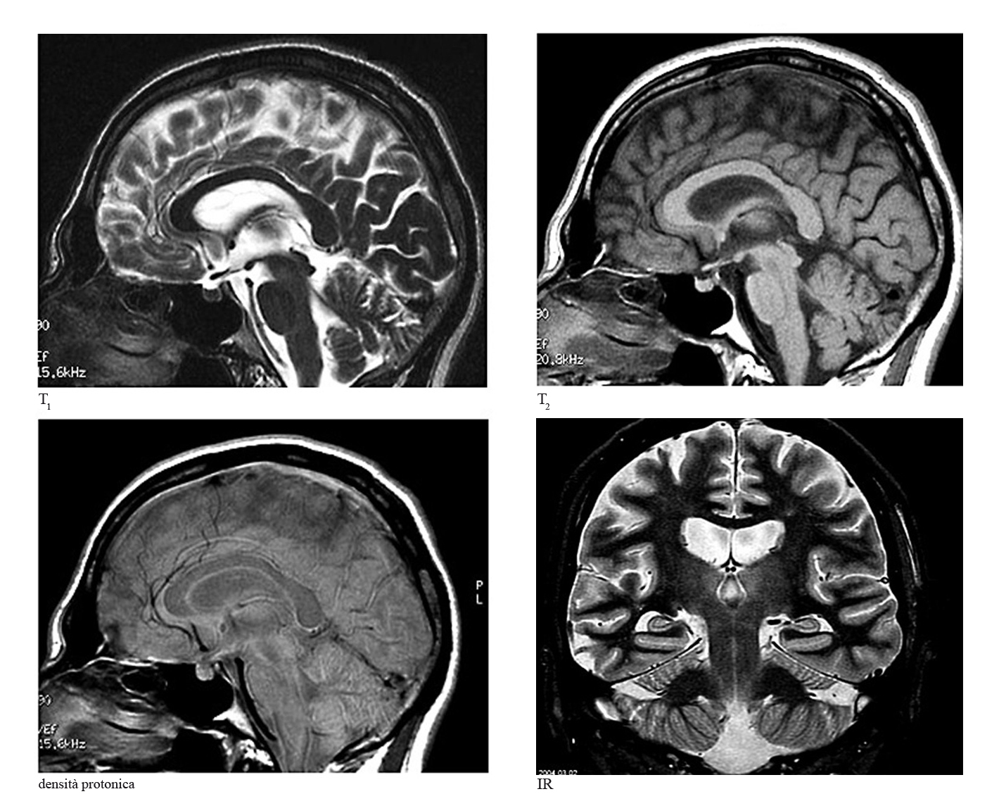 90
Ef
15.6kHz
T1
90
Ef
20.8kHz
T2
P
L
90
/Ef
15.6kHz
densità protonica
2004.03.02
IR